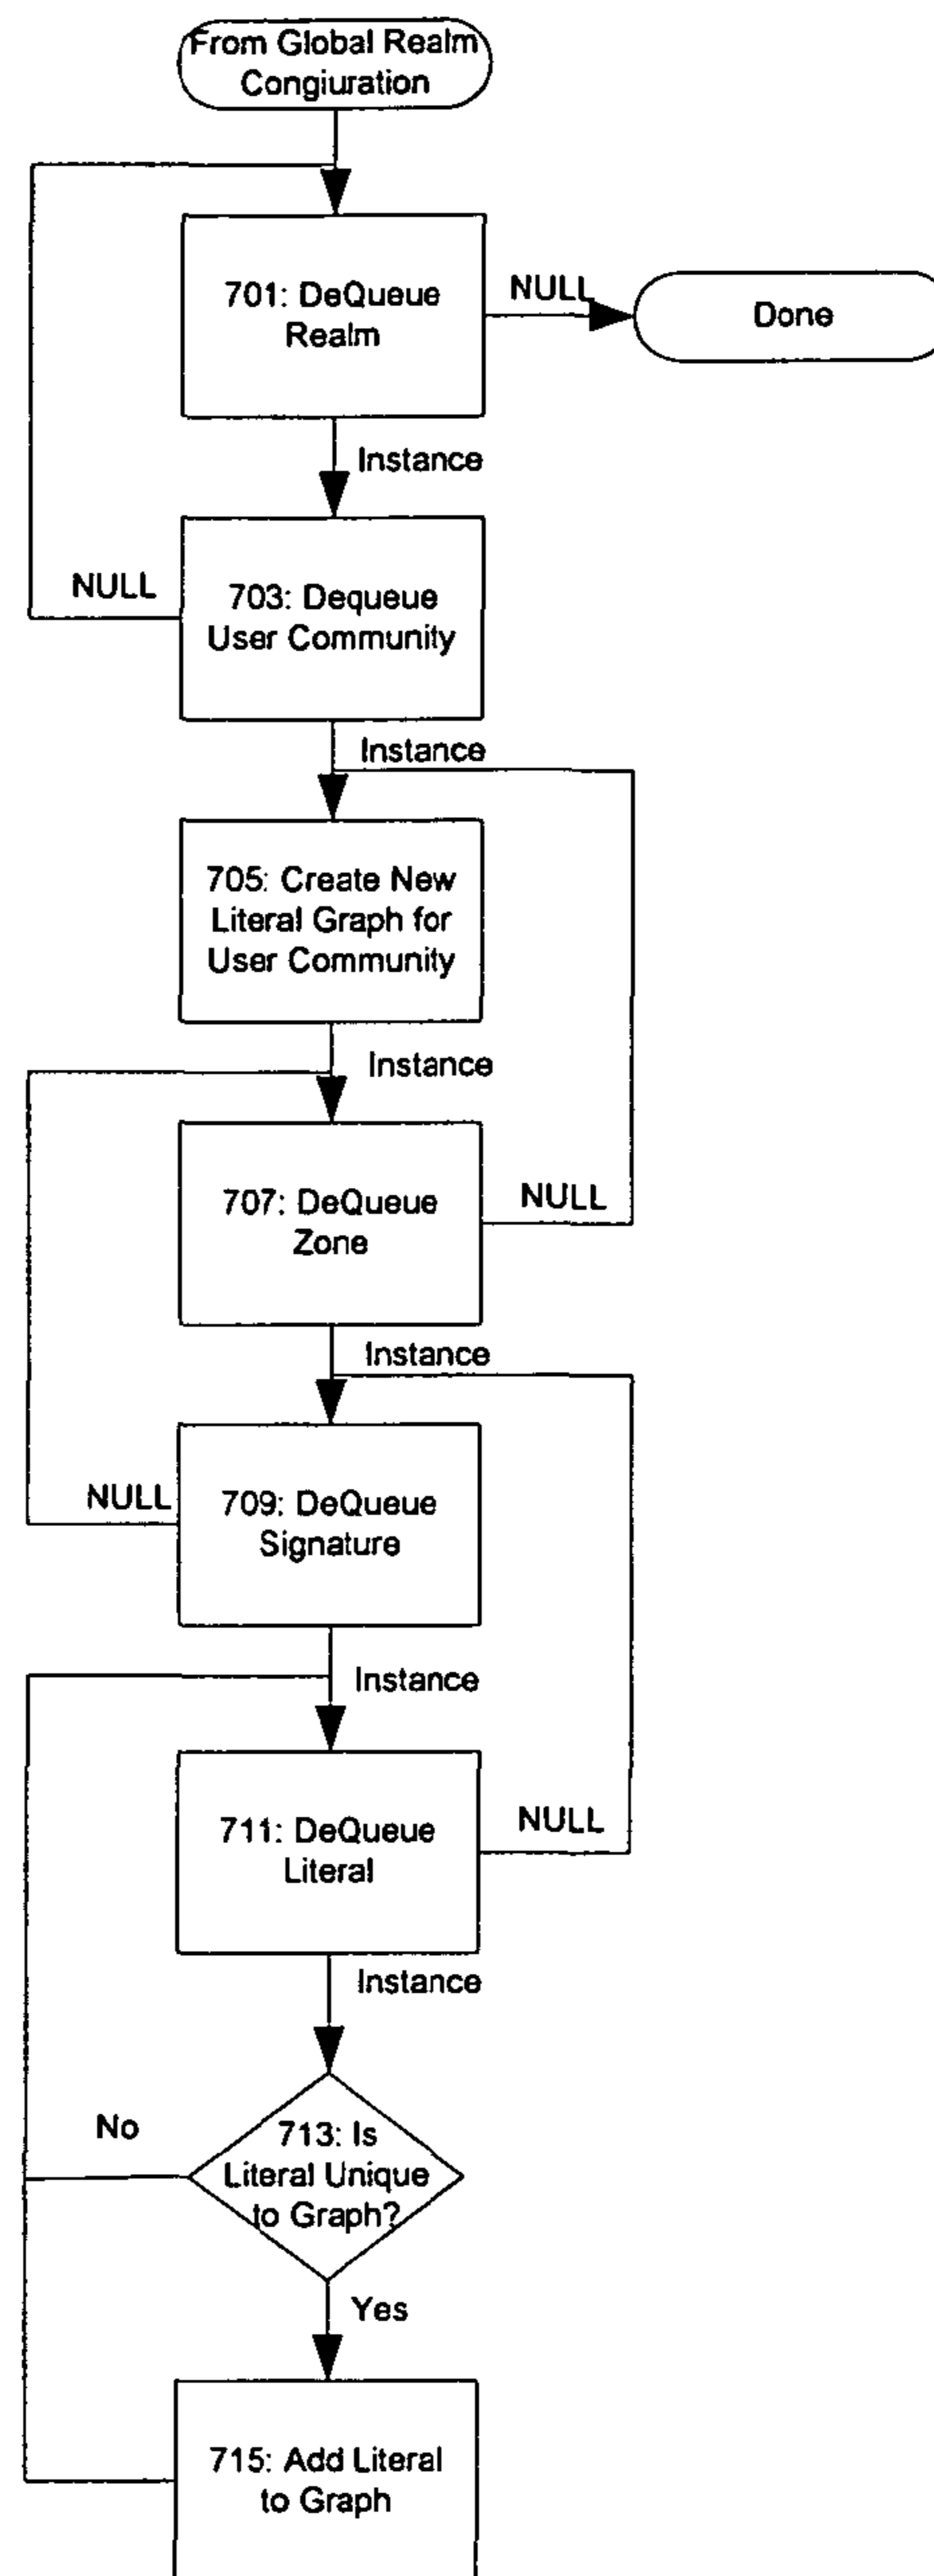 From Global Realm
Congiuration
701: DeQueue
Realm
NULL
Done
Instance
703: Dequeue
User Community
NULL
Instance
705: Create New
Literal Graph for
User Community
Instance
707: DeQueue
Zone
NULL
Instance
709: DeQueue
Signature
NULL
Instance
711: DeQueue
Literal
NULL
Instance
713: Is
Literal Unique
to Graph?
No
Yes
715: Add Literal
to Graph